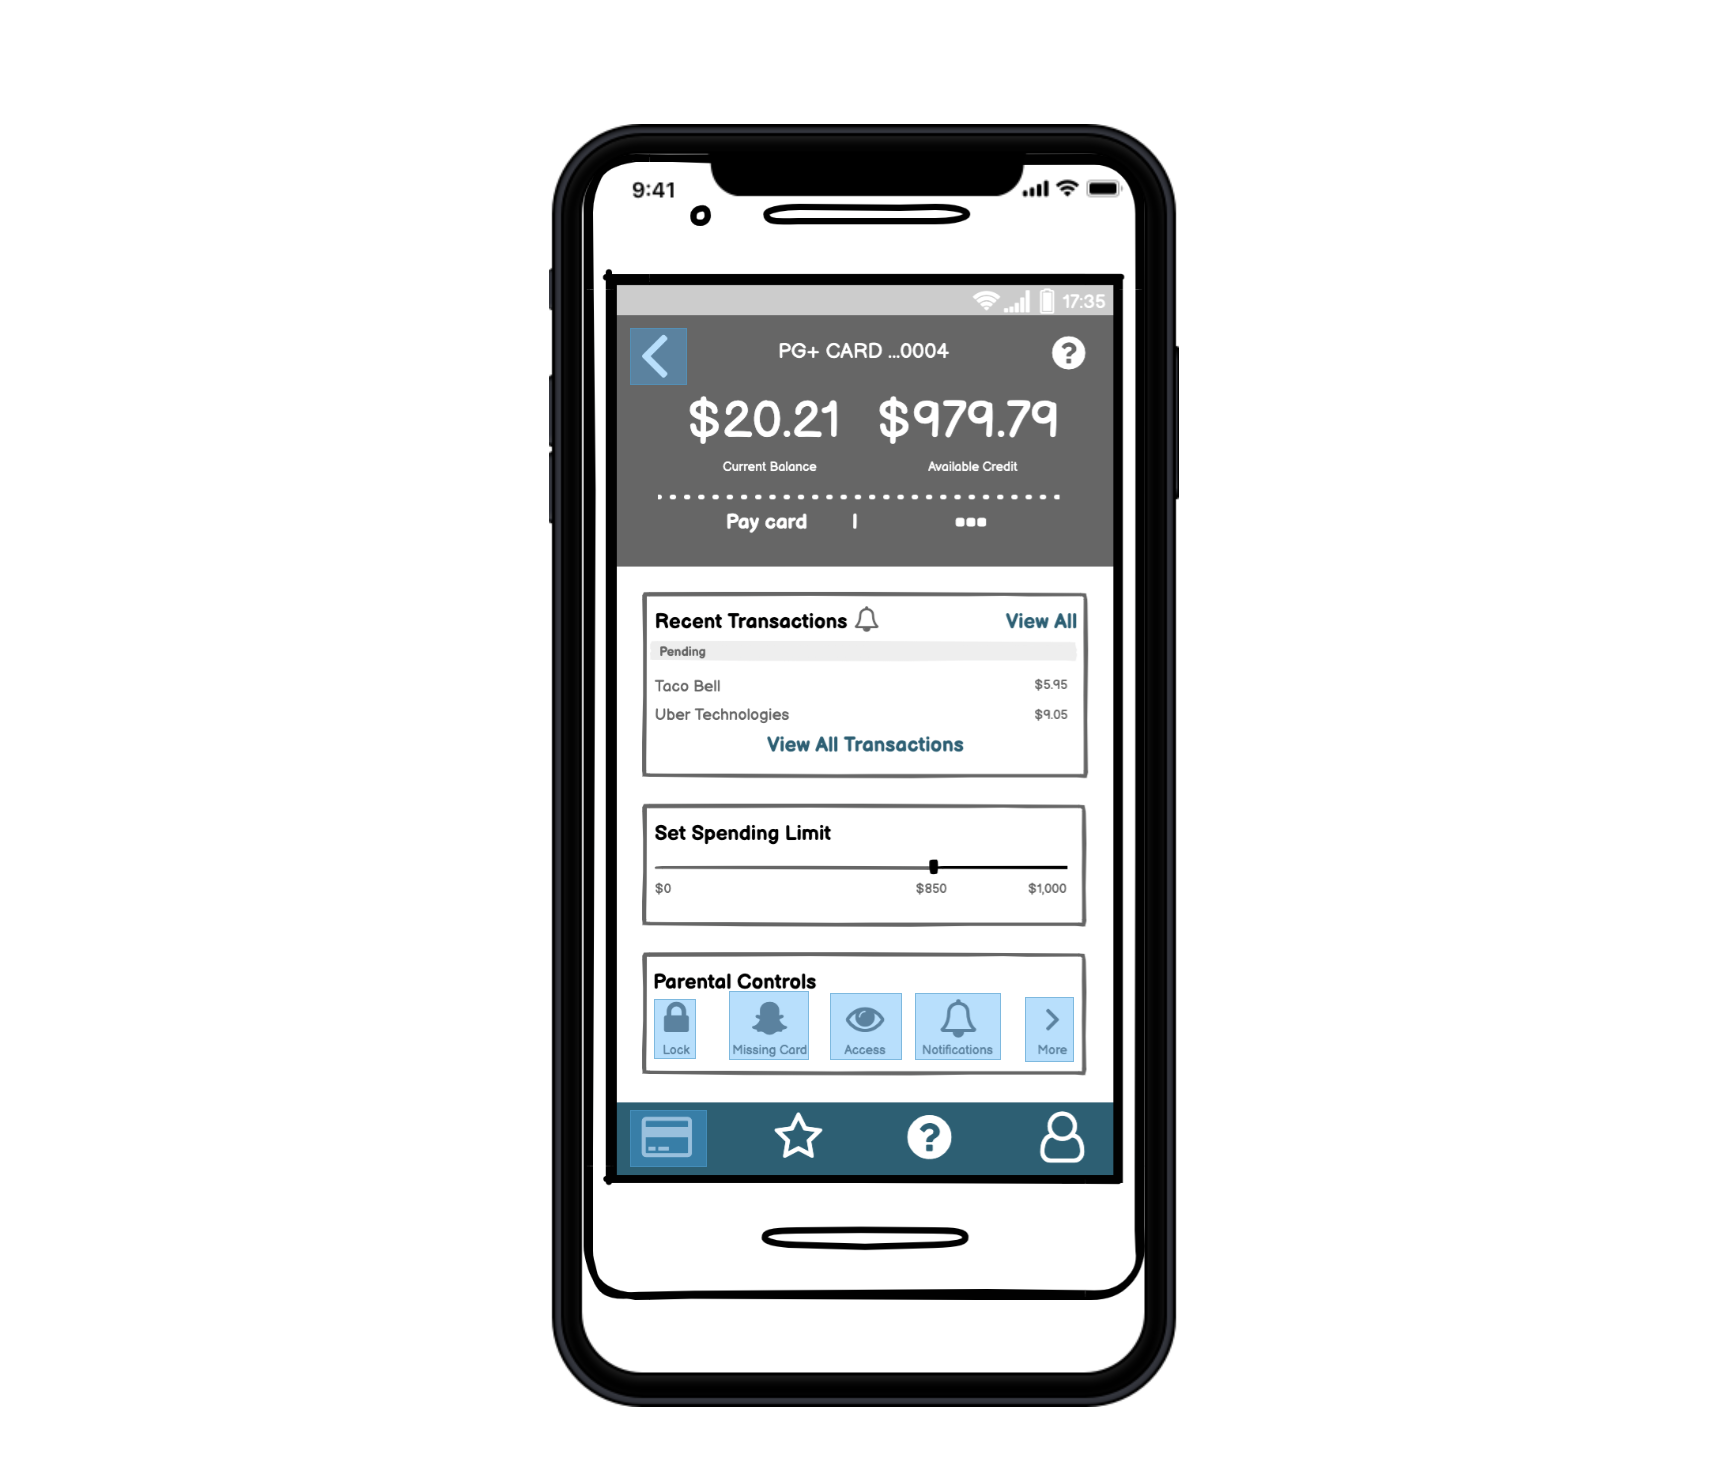 9:41
17:35
PG+ CARD ...0004
$20.21 $979.79
Current Balance Available Credit
Pay card |
Recent Transactions View All
Pending
Taco Bell $5.95
Uber Technologies $9.05
View All Transactions
Set Spending Limit
$0 $850 $1,000
Parental Controls
Lock Missing Card Access Notifications More